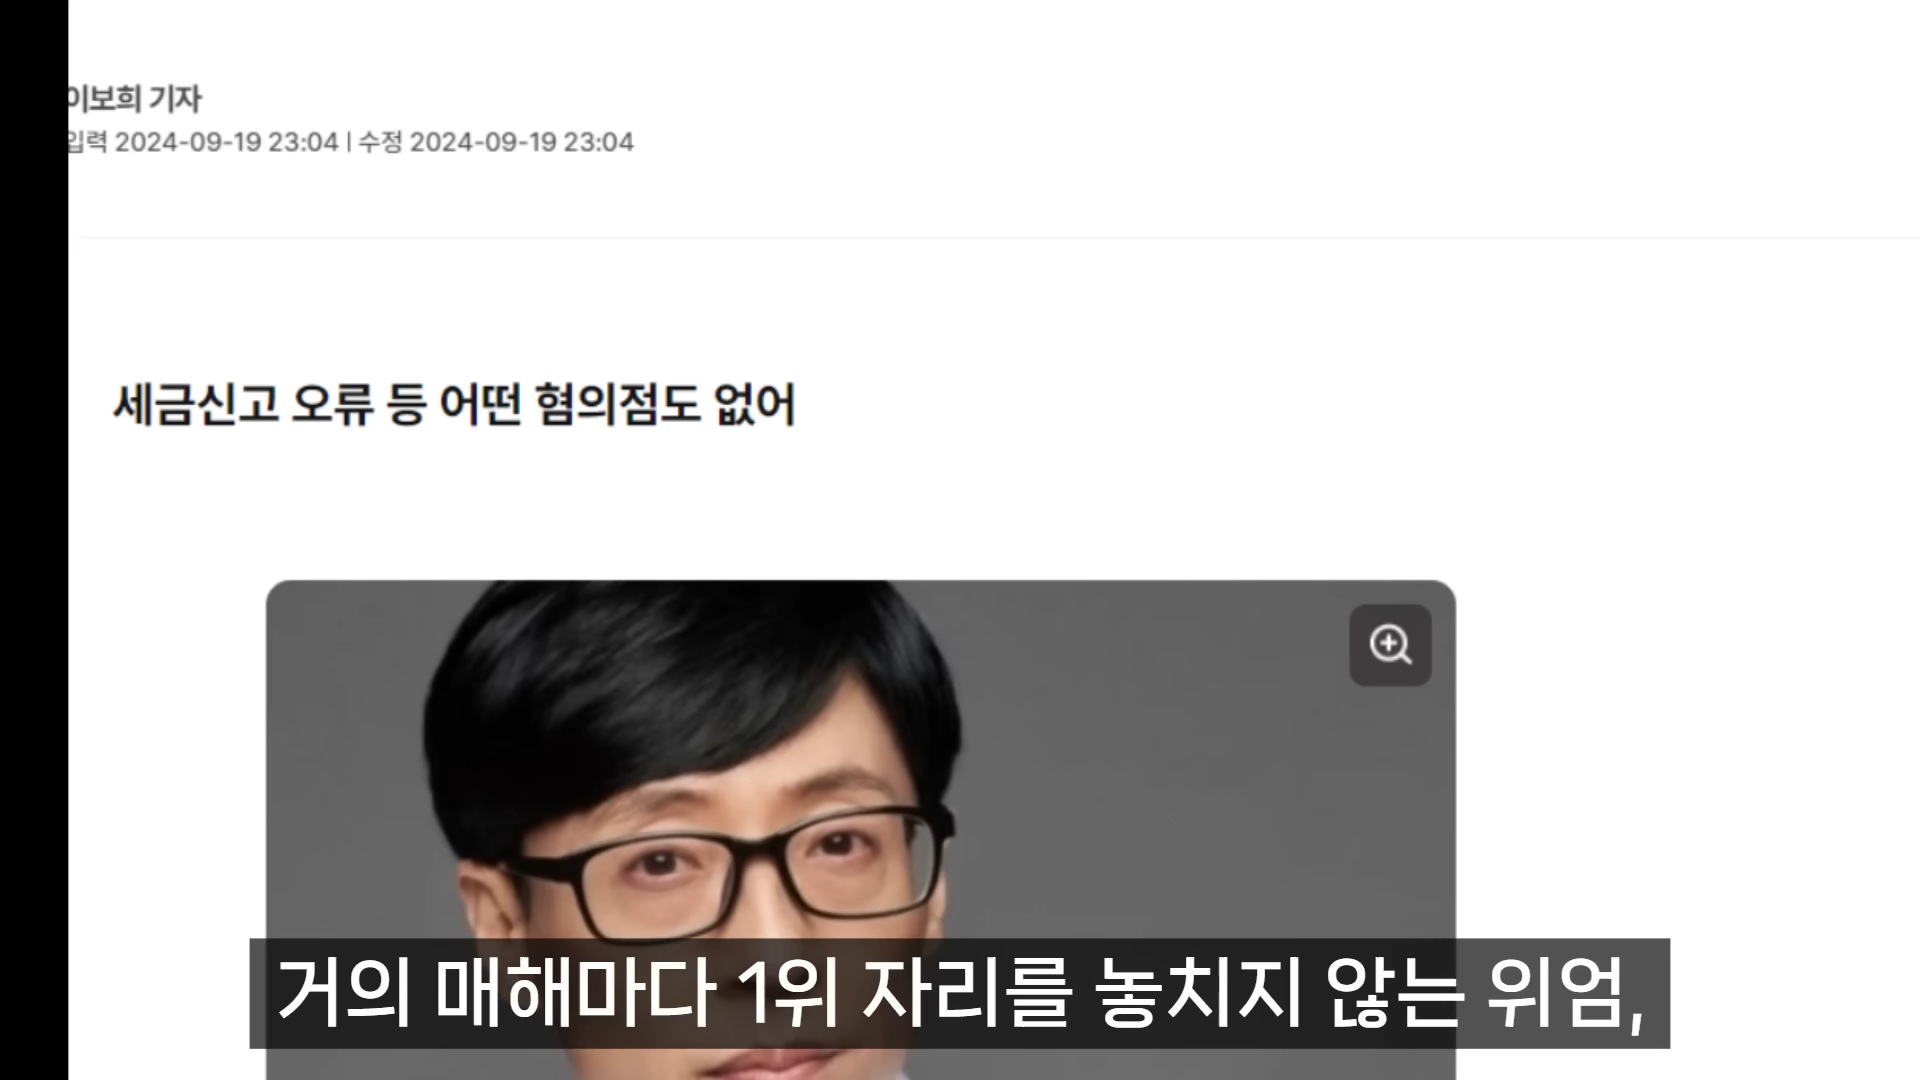 이보희 기자
입력 2024-09-19 23:04 | 수정 2024-09-19 23:04
세금신고 오류 등 어떤 혐의점도 없어
거의 매해마다 1위 자리를 놓치지 않는 위엄,